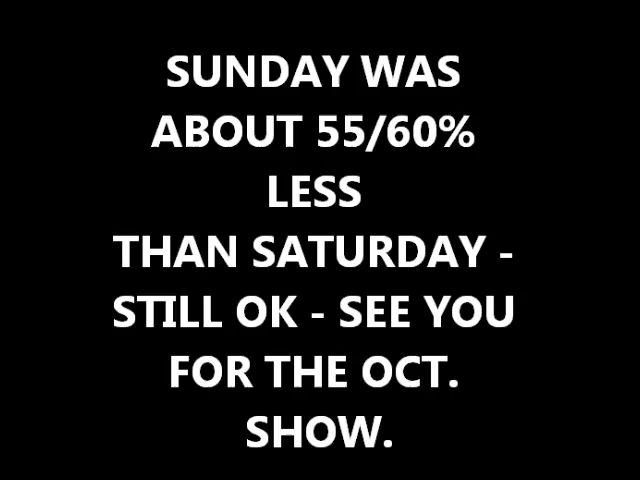 SUNDAY WAS
ABOUT 55/60%
LESS
THAN SATURDAY -
STILL OK - SEE YOU
FOR THE OCT.
SHOW.